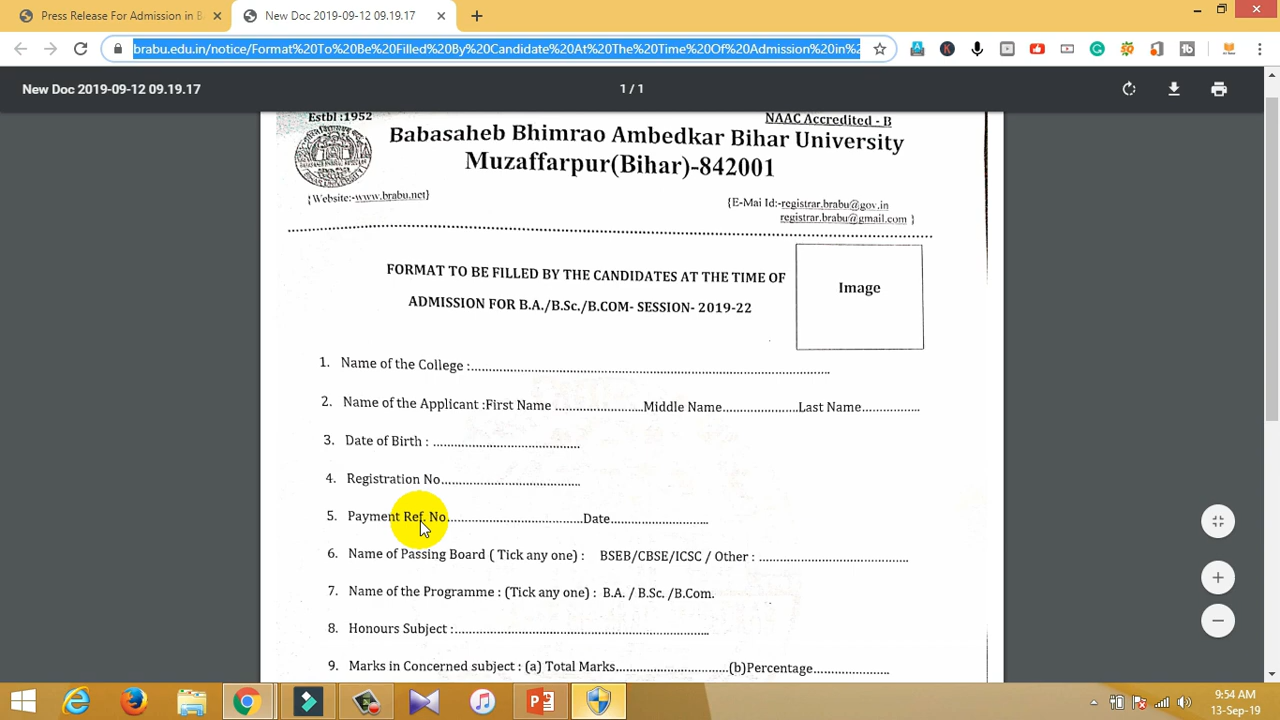 Press Release For Admission in B
New Doc 2019-09-12 09.19.17
brabu.edu.in/notice/Format%20To%20Be%20Filled%20By%20Candidate%20At%20The%20Time%20Of%20Admission%20in%2
New Doc 2019-09-12 09.19.17
1 / 1
Estbl :1952
NAAC Accredited - B
Babasaheb Bhimrao Ambedkar Bihar University
Muzaffarpur(Bihar)-842001
{Website:-www.brabu.net}
{E-Mai Id:-registrar.brabu@gov.in
registrar.brabu@gmail.com }
FORMAT TO BE FILLED BY THE CANDIDATES AT THE TIME OF
ADMISSION FOR B.A./B.Sc./B.COM- SESSION- 2019-22
Image
1. Name of the College :..........................................................................................
2. Name of the Applicant :First Name ......................Middle Name....................Last Name...............
3. Date of Birth : .....................................
4. Registration No...................................
5. Payment Ref. No..................................Date.........................
6. Name of Passing Board ( Tick any one) : BSEB/CBSE/ICSC / Other : ......................................
7. Name of the Programme : (Tick any one) : B.A. / B.Sc. /B.Com.
8. Honours Subject :................................................................
9. Marks in Concerned subject : (a) Total Marks.............................(b)Percentage...................
9:54 AM
13-Sep-19